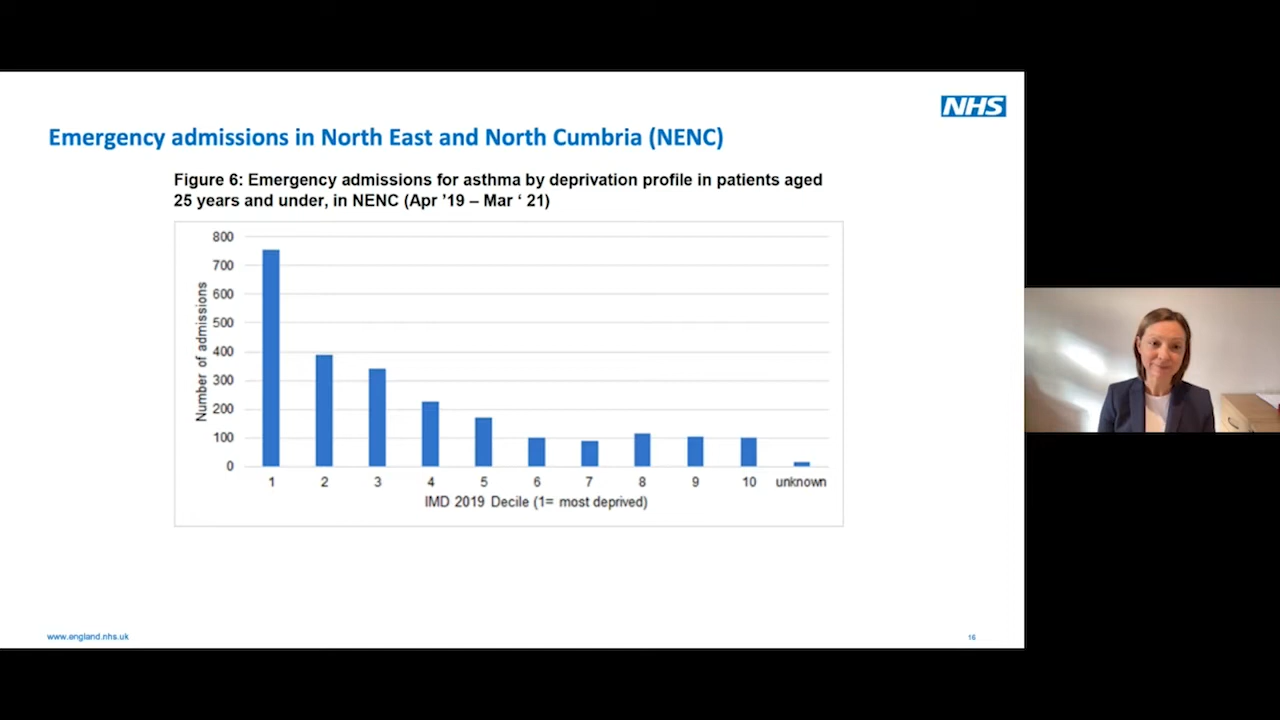 NHS
Emergency admissions in North East and North Cumbria (NENC)
Figure 6: Emergency admissions for asthma by deprivation profile in patients aged
25 years and under, in NENC (Apr ’19 – Mar ‘ 21)
Number of admissions
800
700
600
500
400
300
200
100
0
1 2 3 4 5 6 7 8 9 10 unknown
IMD 2019 Decile (1= most deprived)
www.england.nhs.uk
16